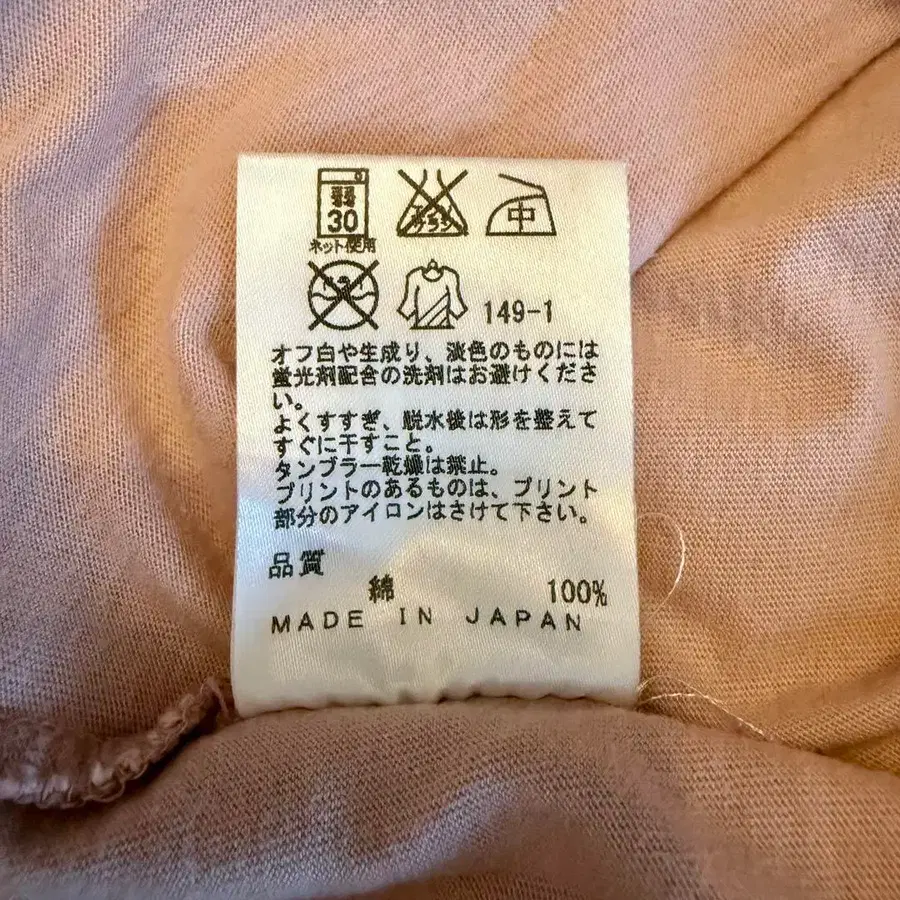 弱
30
ネット使用
エンソ
サラシ
中
149-1
オフ白や生成り、淡色のものには
蛍光剤配合の洗剤はお避けくださ
い。
よくすすぎ、脱水後は形を整えて
すぐに干すこと。
タンブラー乾燥は禁止。
プリントのあるものは、プリント
部分のアイロンはさけて下さい。
品質
綿 100%
MADE IN JAPAN